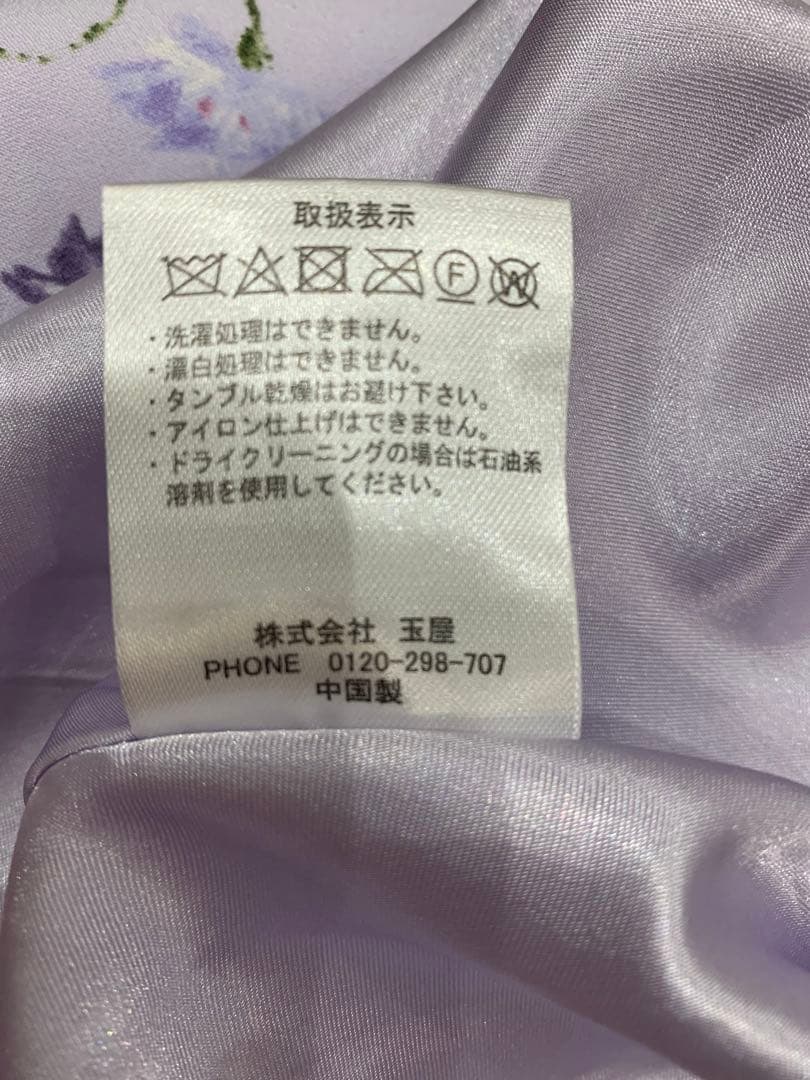 取扱表示
F W
・洗濯処理はできません。
・漂白処理はできません。
・タンブル乾燥はお避け下さい。
・アイロン仕上げはできません。
・ドライクリーニングの場合は石油系
溶剤を使用してください。
株式会社 玉屋
PHONE 0120-298-707
中国製